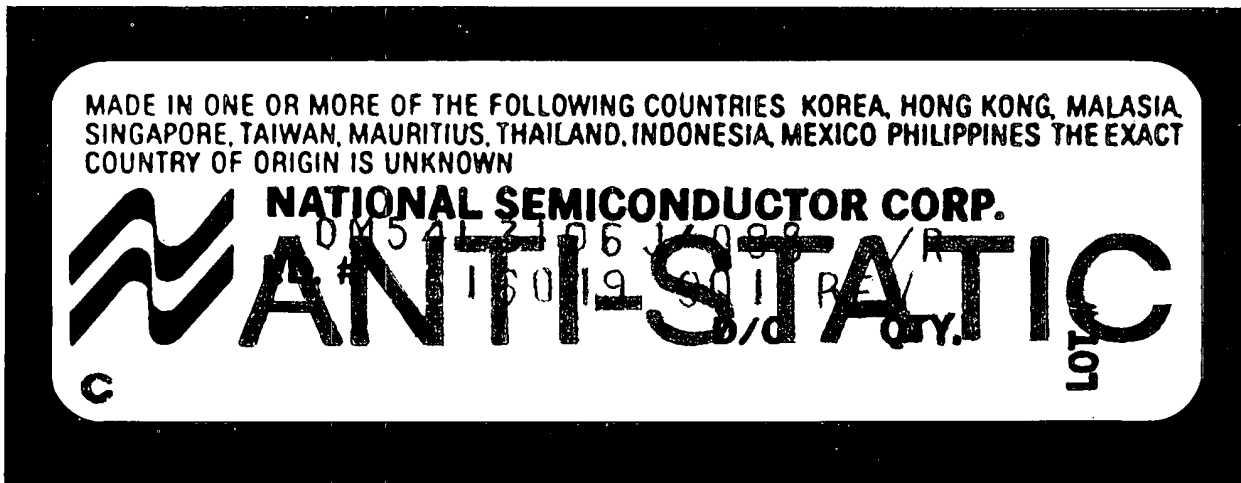 MADE IN ONE OR MORE OF THE FOLLOWING COUNTRIES KOREA, HONG KONG, MALASIA
SINGAPORE, TAIWAN, MAURITIUS, THAILAND, INDONESIA, MEXICO PHILIPPINES THE EXACT
COUNTRY OF ORIGIN IS UNKNOWN
NATIONAL SEMICONDUCTOR CORP.
/R
ANTI-STATIC
REV
D/C QTY.
LOT #
C